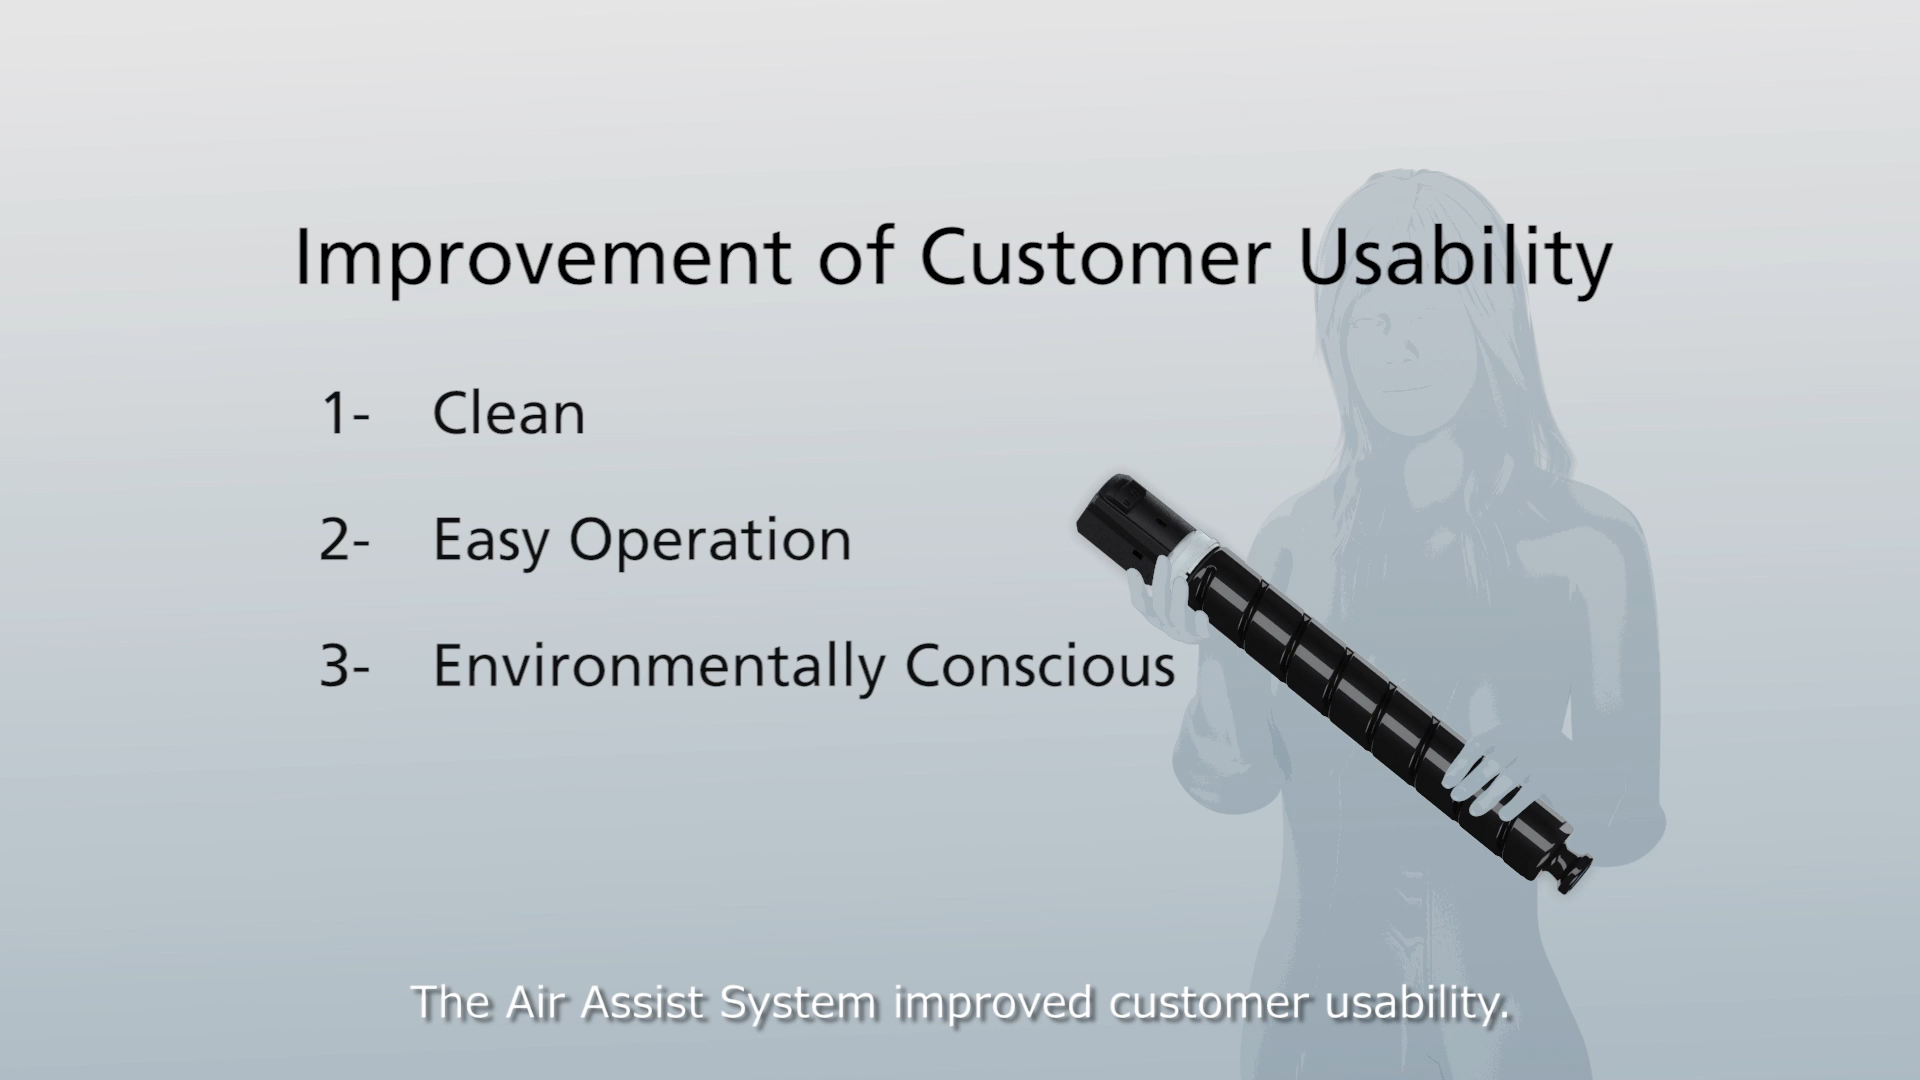 Improvement of Customer Usability
1- Clean
2- Easy Operation
3- Environmentally Conscious
The Air Assist System improved customer usability.